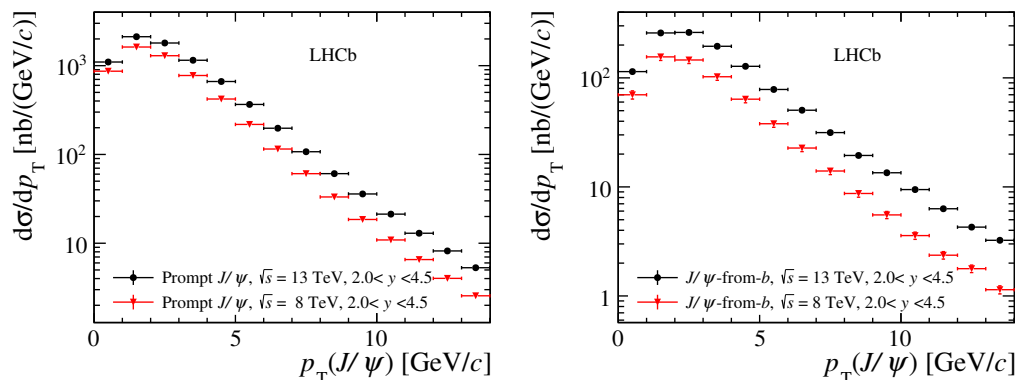 dσ/dp_T [nb/(GeV/c)]
10³
10²
10
LHCb
Prompt J/ψ, √s = 13 TeV, 2.0< y <4.5
Prompt J/ψ, √s = 8 TeV, 2.0< y <4.5
0 5 10
p_T(J/ψ) [GeV/c]
dσ/dp_T [nb/(GeV/c)]
10²
10
1
LHCb
J/ψ-from-b, √s = 13 TeV, 2.0< y <4.5
J/ψ-from-b, √s = 8 TeV, 2.0< y <4.5
0 5 10
p_T(J/ψ) [GeV/c]